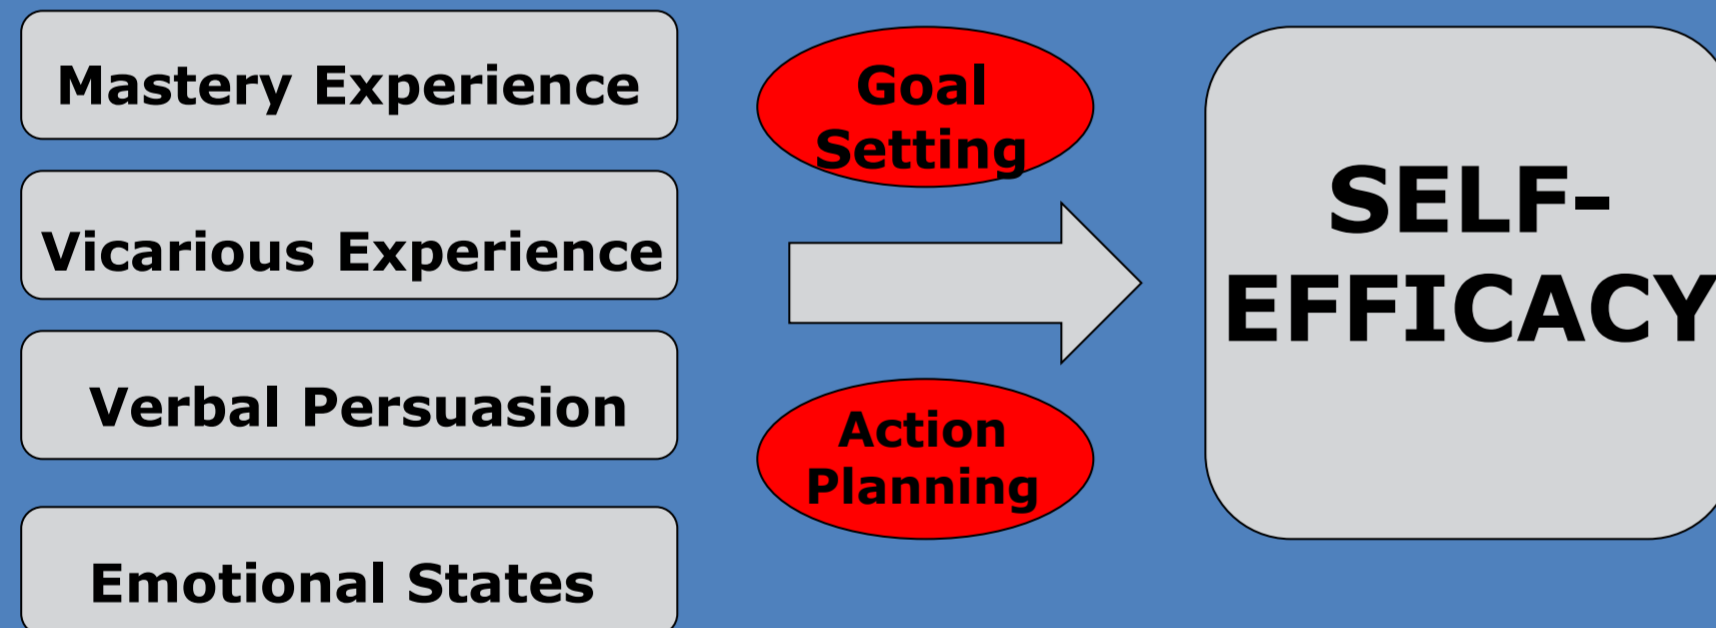 Mastery Experience
Vicarious Experience
Verbal Persuasion
Emotional States
Goal
Setting
Action
Planning
SELF-
EFFICACY